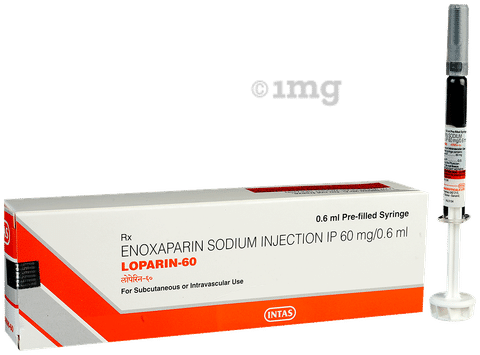 1mg
0.6 ml Pre-filled Syringe
Rx
ENOXAPARIN SODIUM INJECTION IP 60 mg/0.6 ml
LOPARIN-60
लोपेरिन-६०
For Subcutaneous or Intravascular Use
INTAS